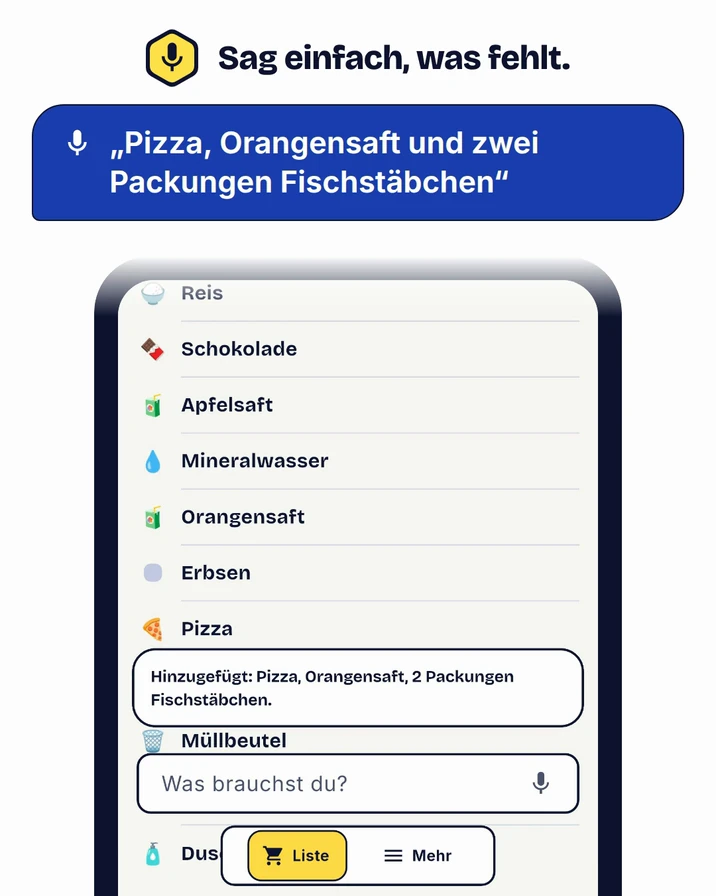 Sag einfach, was fehlt.
„Pizza, Orangensaft und zwei
Packungen Fischstäbchen“
Reis
Schokolade
Apfelsaft
Mineralwasser
Orangensaft
Erbsen
Pizza
Hinzugefügt: Pizza, Orangensaft, 2 Packungen
Fischstäbchen.
Müllbeutel
Was brauchst du?
Liste
Mehr